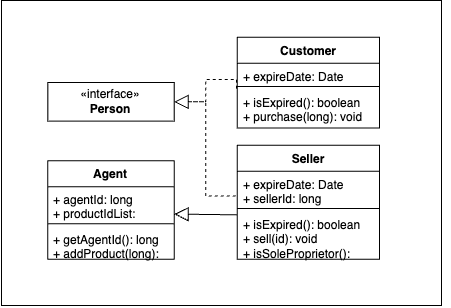 «interface»
Person
Customer
+ expireDate: Date
+ isExpired(): boolean
+ purchase(long): void
Agent
+ agentId: long
+ productIdList:
+ getAgentId(): long
+ addProduct(long):
Seller
+ expireDate: Date
+ sellerId: long
+ isExpired(): boolean
+ sell(id): void
+ isSoleProprietor():